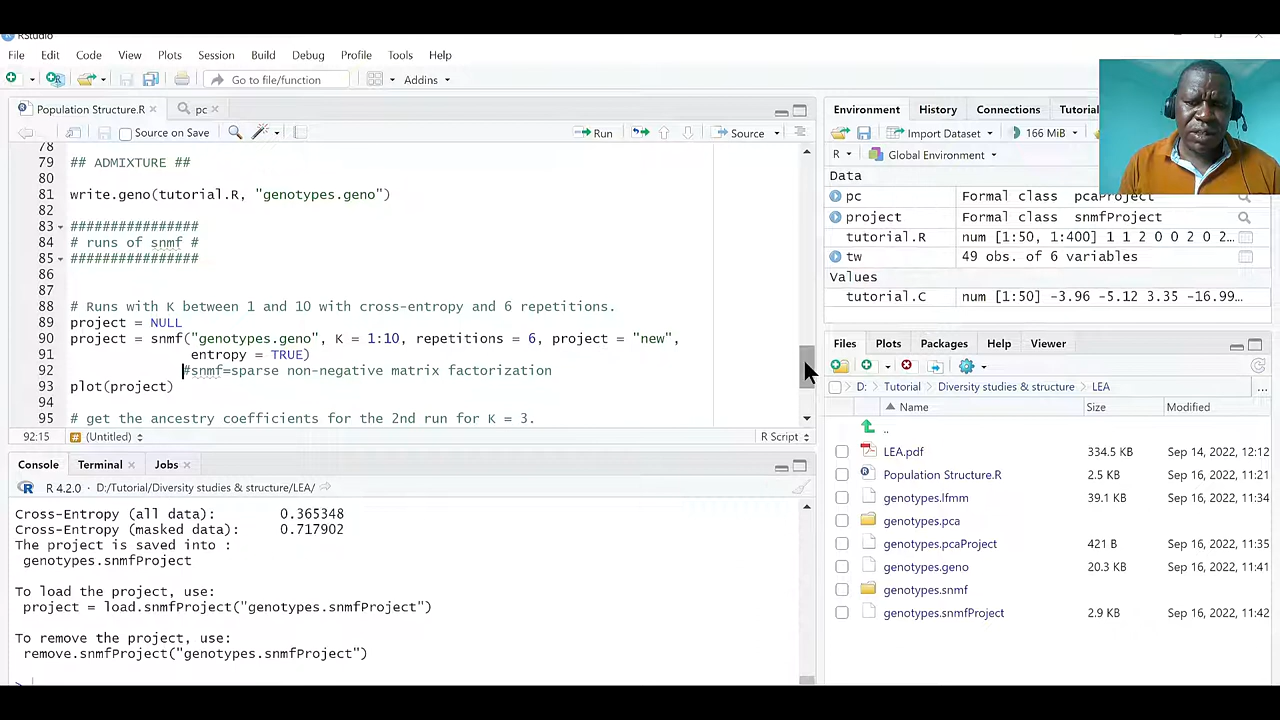 RStudio
File Edit Code View Plots Session Build Debug Profile Tools Help
Go to file/function Addins
Population Structure.R pc
Source on Save Run Source
78
79 ## ADMIXTURE ##
80
81 write.geno(tutorial.R, "genotypes.geno")
82
83 ################
84 # runs of snmf #
85 ################
86
87
88 # Runs with K between 1 and 10 with cross-entropy and 6 repetitions.
89 project = NULL
90 project = snmf("genotypes.geno", K = 1:10, repetitions = 6, project = "new",
91 entropy = TRUE)
92 #snmf=sparse non-negative matrix factorization
93 plot(project)
94
95 # get the ancestry coefficients for the 2nd run for K = 3.
92:15 # (Untitled) R Script
Console Terminal Jobs
R 4.2.0 · D:/Tutorial/Diversity studies & structure/LEA/
Cross-Entropy (all data): 0.365348
Cross-Entropy (masked data): 0.717902
The project is saved into :
genotypes.snmfProject
To load the project, use:
project = load.snmfProject("genotypes.snmfProject")
To remove the project, use:
remove.snmfProject("genotypes.snmfProject")
>
Environment History Connections Tutorial
Import Dataset 166 MiB
R Global Environment
Data
pc Formal class pcaProject
project Formal class snmfProject
tutorial.R num [1:50, 1:400] 1 1 2 0 0 2 0 2…
tw 49 obs. of 6 variables
Values
tutorial.C num [1:50] -3.96 -5.12 3.35 -16.99…
Files Plots Packages Help Viewer
D: Tutorial Diversity studies & structure LEA ...
Name Size Modified
..
LEA.pdf 334.5 KB Sep 14, 2022, 12:12
Population Structure.R 2.5 KB Sep 16, 2022, 11:21
genotypes.lfmm 39.1 KB Sep 16, 2022, 11:34
genotypes.pca
genotypes.pcaProject 421 B Sep 16, 2022, 11:35
genotypes.geno 20.3 KB Sep 16, 2022, 11:41
genotypes.snmf
genotypes.snmfProject 2.9 KB Sep 16, 2022, 11:42